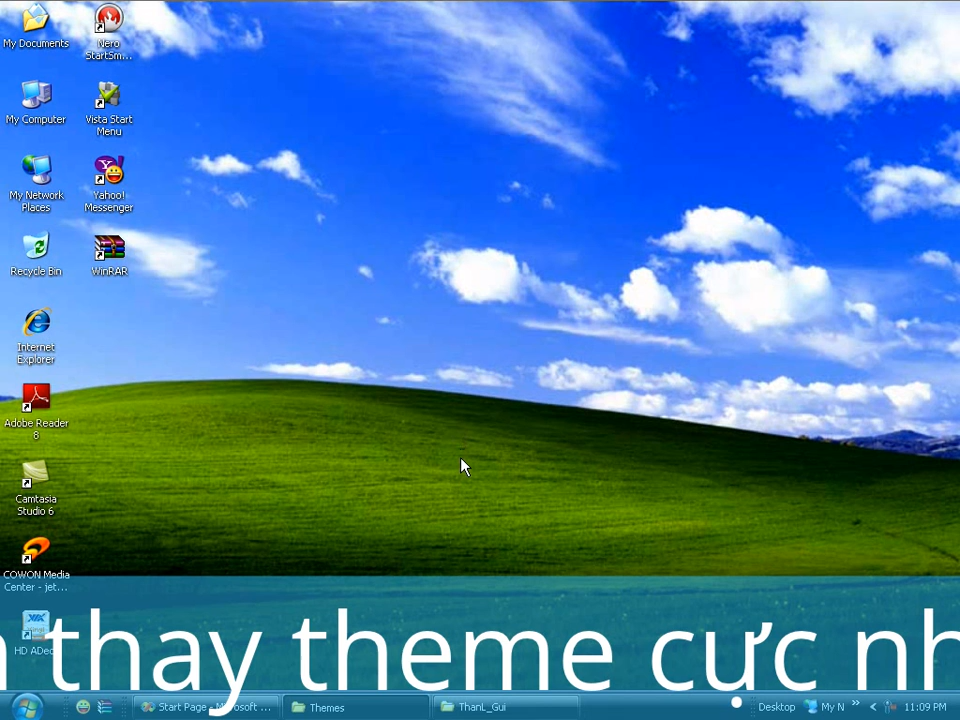 My Documents
Nero
StartSm...
My Computer
Vista Start
Menu
My Network
Places
Yahoo!
Messenger
Recycle Bin
WinRAR
Internet
Explorer
Adobe Reader
8
Camtasia
Studio 6
COWON Media
Center - jet...
HD ADec
thay theme cực nh
Start Page - Microsoft ...
Themes
ThanL_Gui
Desktop
My N
11:09 PM